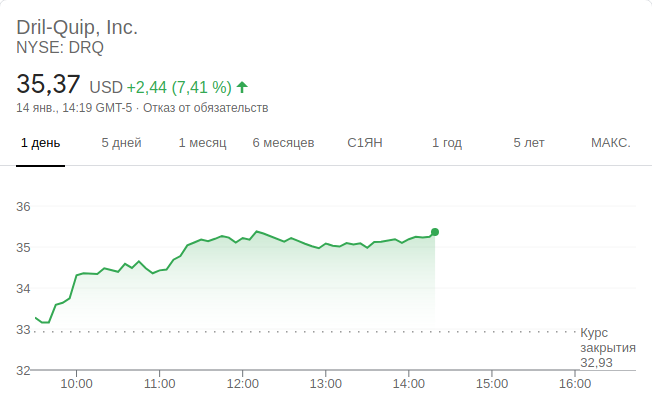 Dril-Quip, Inc.
NYSE: DRQ
35,37 USD +2,44 (7,41 %)
14 янв., 14:19 GMT-5 · Отказ от обязательств
1 день 5 дней 1 месяц 6 месяцев С1ЯН 1 год 5 лет МАКС.
36
35
34
33
32
Курс
закрытия
32,93
10:00 11:00 12:00 13:00 14:00 15:00 16:00